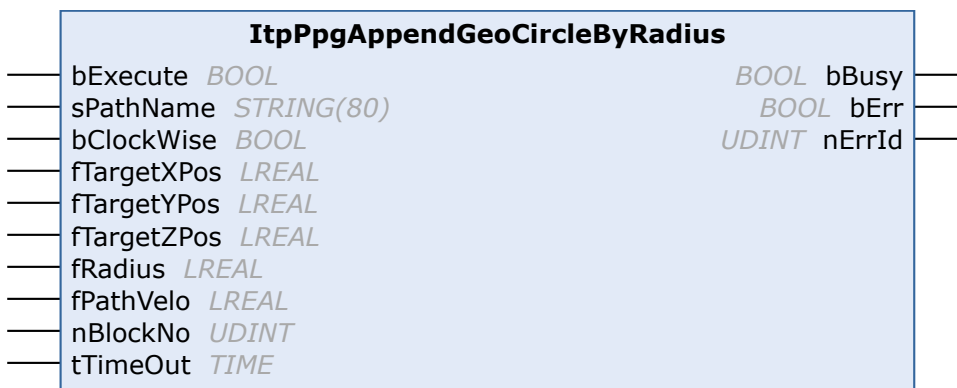 ItpPpgAppendGeoCircleByRadius
bExecute BOOL BOOL bBusy
sPathName STRING(80) BOOL bErr
bClockWise BOOL UDINT nErrId
fTargetXPos LREAL
fTargetYPos LREAL
fTargetZPos LREAL
fRadius LREAL
fPathVelo LREAL
nBlockNo UDINT
tTimeOut TIME